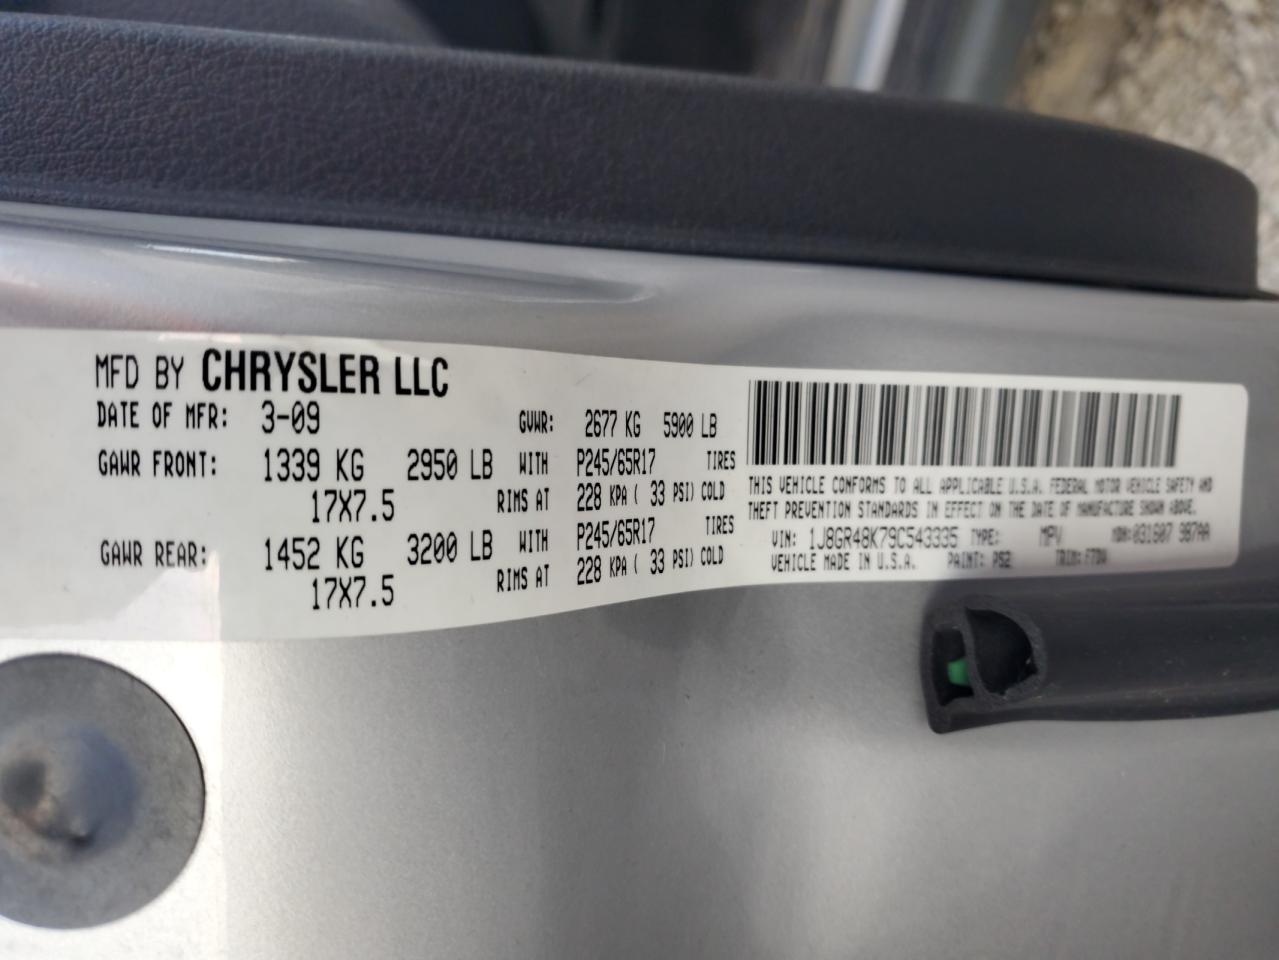 MFD BY CHRYSLER LLC
DATE OF MFR: 3-09 GVWR: 2677 KG 5900 LB
GAWR FRONT: 1339 KG 2950 LB WITH P245/65R17 TIRES
17X7.5 RIMS AT 228 KPA ( 33 PSI) COLD
GAWR REAR: 1452 KG 3200 LB WITH P245/65R17 TIRES
17X7.5 RIMS AT 228 KPA ( 33 PSI) COLD
THIS VEHICLE CONFORMS TO ALL APPLICABLE U.S.A. FEDERAL MOTOR VEHICLE SAFETY AND
THEFT PREVENTION STANDARDS IN EFFECT ON THE DATE OF MANUFACTURE SHOWN ABOVE.
VIN: 1J8GR48K79C543335 TYPE: MPV MDH: 031607 987AA
VEHICLE MADE IN U.S.A. PAINT: PS2 TRIM: